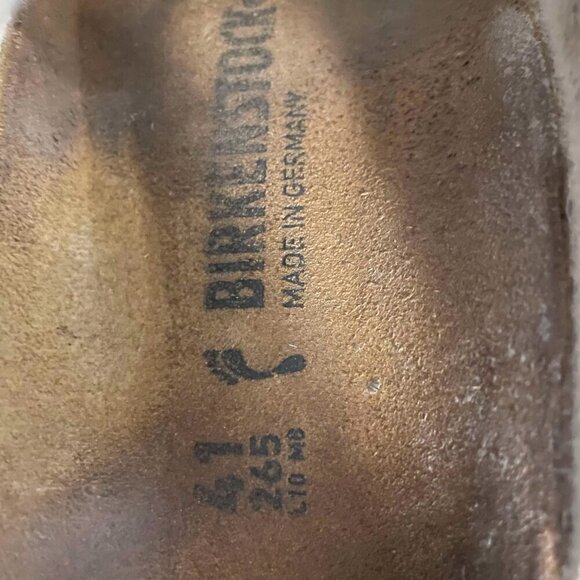 BIRKENSTOCK
MADE IN GERMANY
41
265
L10 M8